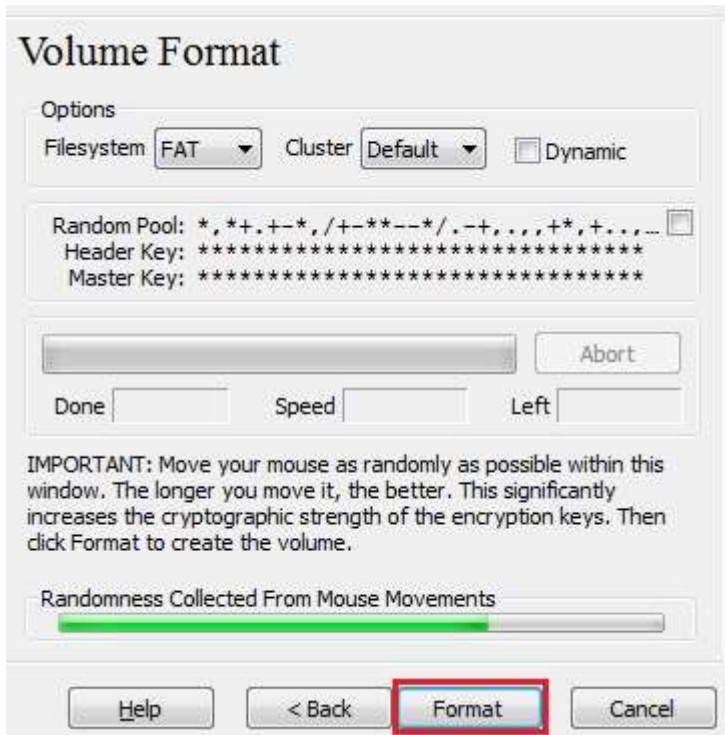 Volume Format
Options
Filesystem FAT Cluster Default Dynamic
Random Pool: *,*+.+-*,/+-**--*/.-+,.,,+*,+..,...
Header Key: ********************************
Master Key: ********************************
Abort
Done Speed Left
IMPORTANT: Move your mouse as randomly as possible within this
window. The longer you move it, the better. This significantly
increases the cryptographic strength of the encryption keys. Then
click Format to create the volume.
Randomness Collected From Mouse Movements
Help < Back Format Cancel